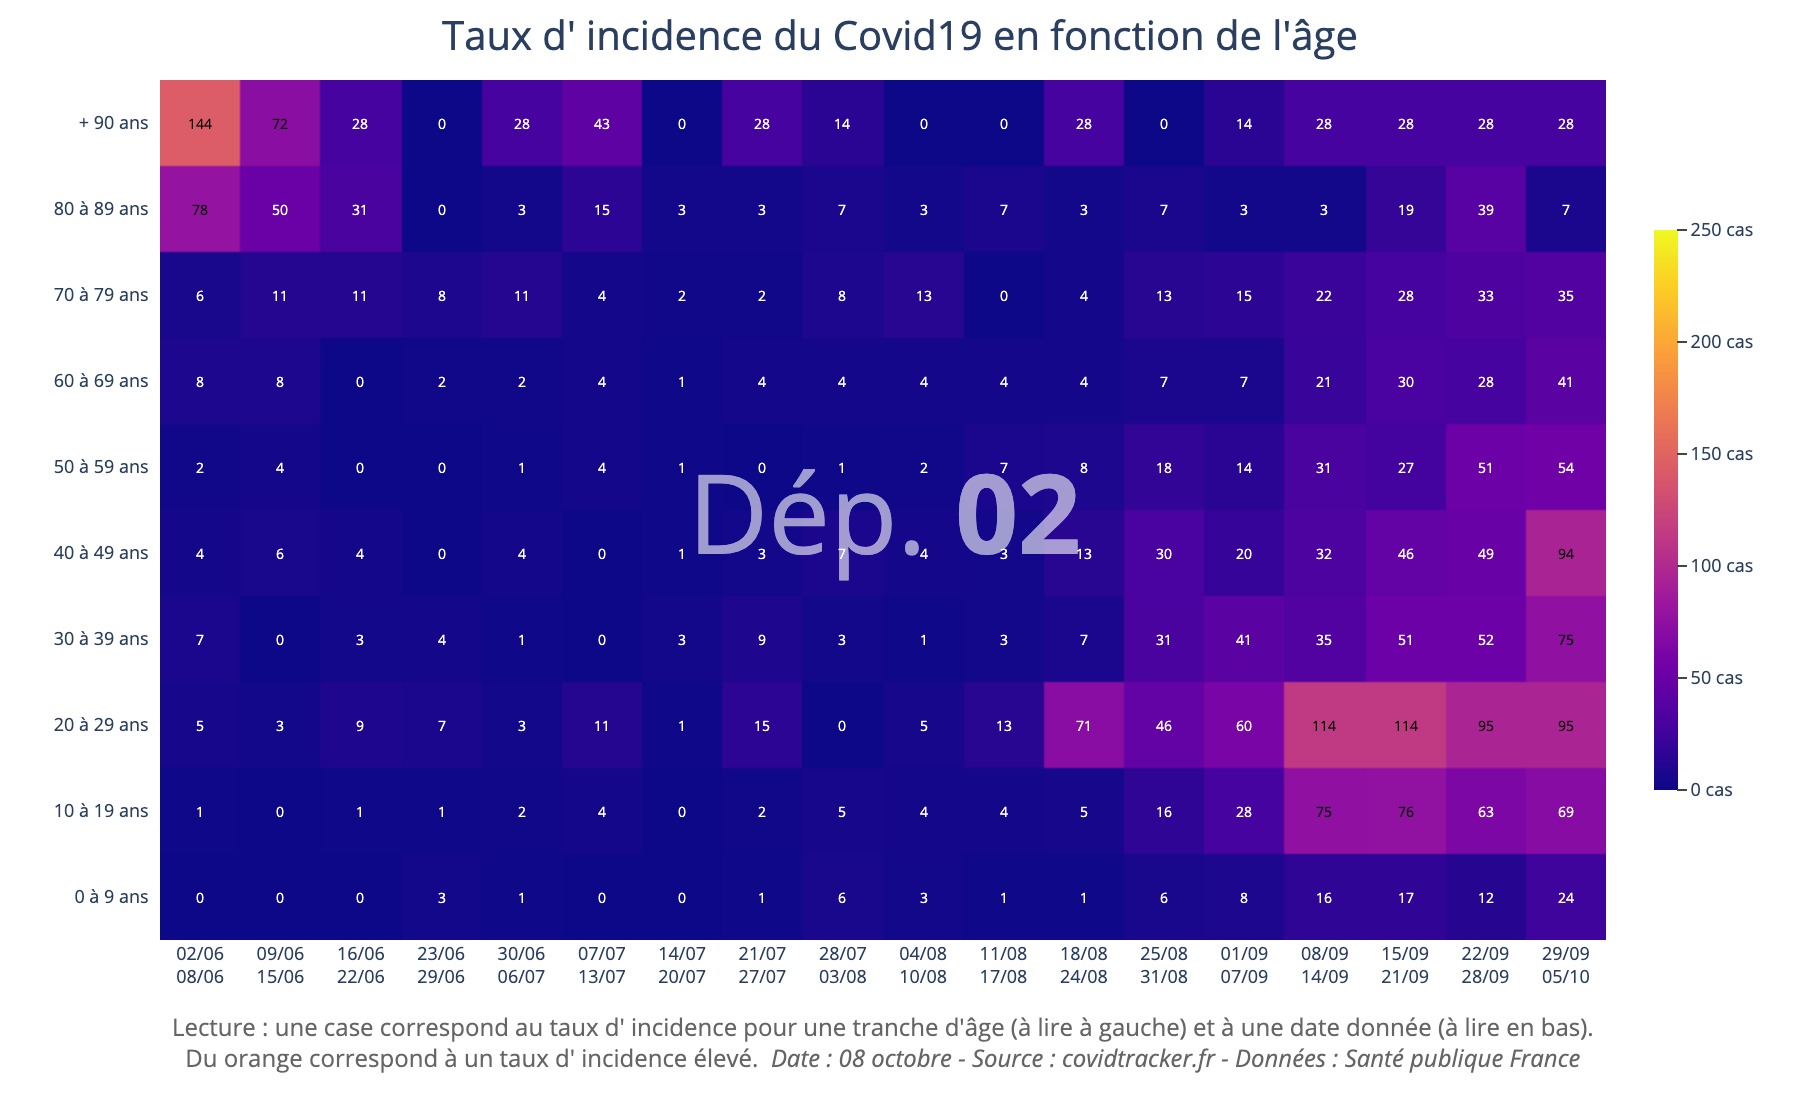 Taux d' incidence du Covid19 en fonction de l'âge
+ 90 ans 144 72 28 0 28 43 0 28 14 0 0 28 0 14 28 28 28 28
80 à 89 ans 78 50 31 0 3 15 3 3 7 3 7 3 7 3 3 19 39 7
250 cas
70 à 79 ans 6 11 11 8 11 4 2 2 8 13 0 4 13 15 22 28 33 35
200 cas
60 à 69 ans 8 8 0 2 2 4 1 4 4 4 4 4 7 7 21 30 28 41
150 cas
50 à 59 ans 2 4 0 0 1 4 1 0 1 2 7 8 18 14 31 27 51 54
Dép. 02
40 à 49 ans 4 6 4 0 4 0 1 3 7 4 3 13 30 20 32 46 49 94
100 cas
30 à 39 ans 7 0 3 4 1 0 3 9 3 1 3 7 31 41 35 51 52 75
50 cas
20 à 29 ans 5 3 9 7 3 11 1 15 0 5 13 71 46 60 114 114 95 95
0 cas
10 à 19 ans 1 0 1 1 2 4 0 2 5 4 4 5 16 28 75 76 63 69
0 à 9 ans 0 0 0 3 1 0 0 1 6 3 1 1 6 8 16 17 12 24
02/06 09/06 16/06 23/06 30/06 07/07 14/07 21/07 28/07 04/08 11/08 18/08 25/08 01/09 08/09 15/09 22/09 29/09
08/06 15/06 22/06 29/06 06/07 13/07 20/07 27/07 03/08 10/08 17/08 24/08 31/08 07/09 14/09 21/09 28/09 05/10
Lecture : une case correspond au taux d' incidence pour une tranche d'âge (à lire à gauche) et à une date donnée (à lire en bas).
Du orange correspond à un taux d' incidence élevé. Date : 08 octobre - Source : covidtracker.fr - Données : Santé publique France